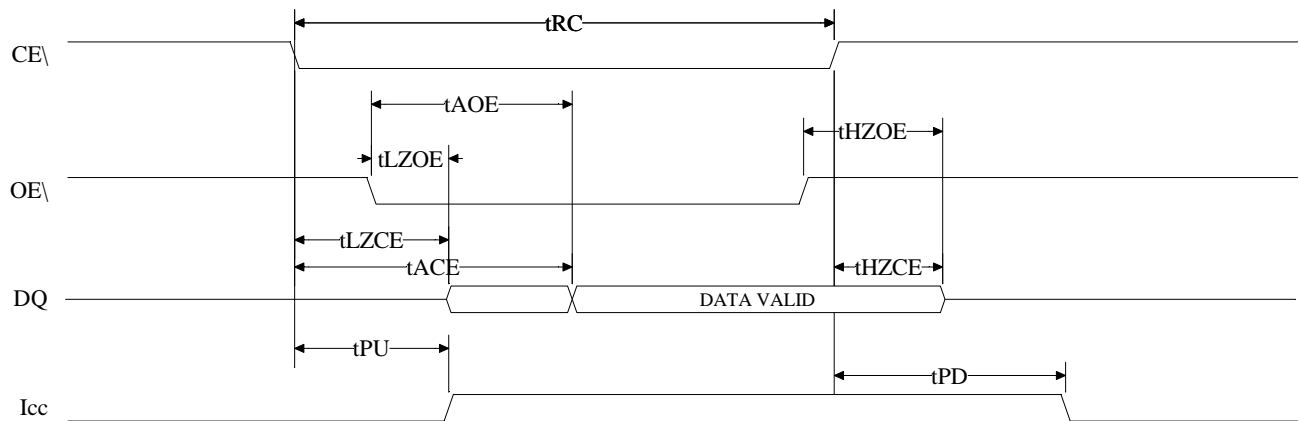 tRC
CE\
tAOE
tHZOE
tLZOE
OE\
tLZCE
tACE
tHZCE
DQ
DATA VALID
tPU
tPD
Icc